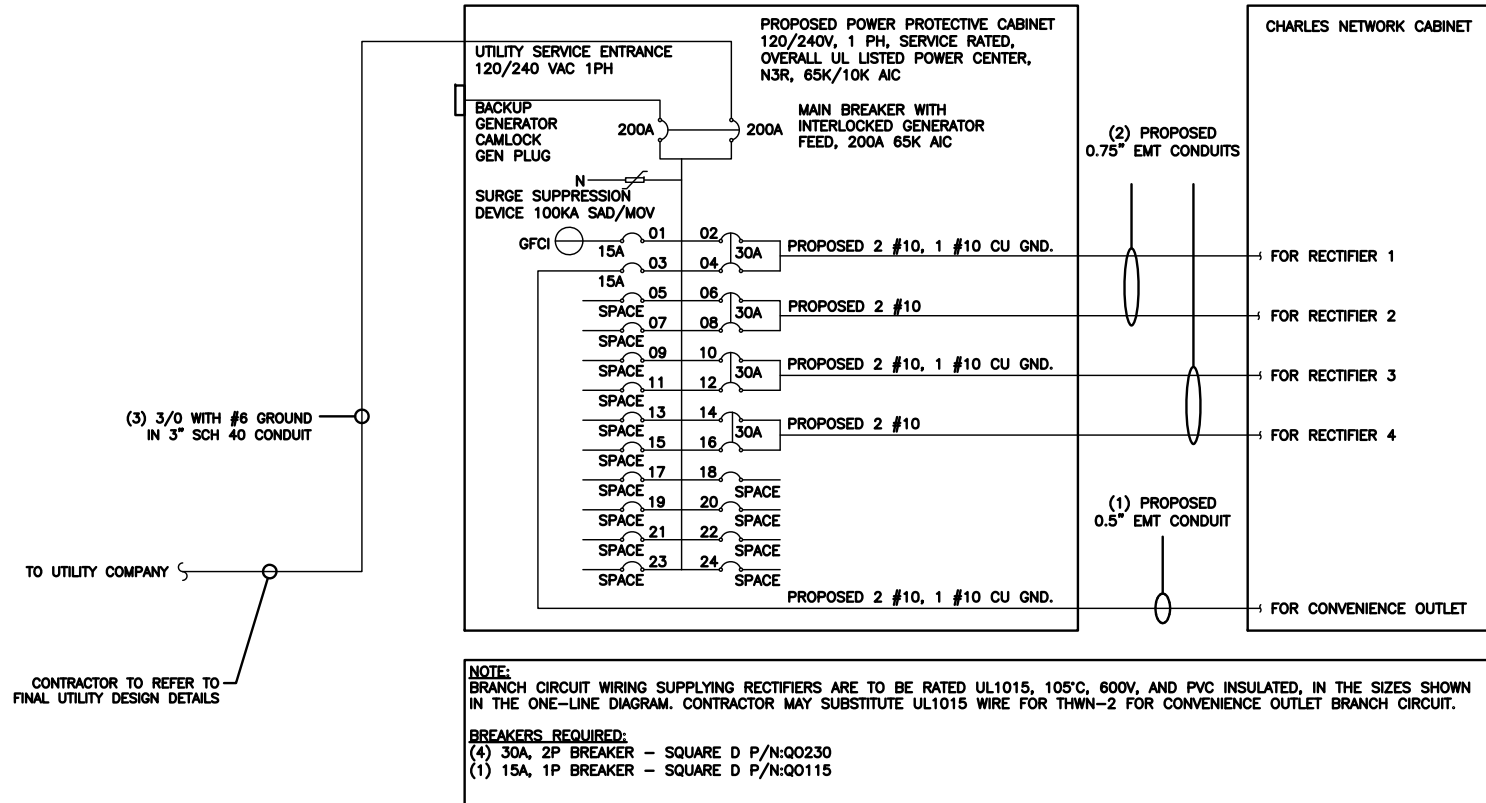 UTILITY SERVICE ENTRANCE
120/240 VAC 1PH
PROPOSED POWER PROTECTIVE CABINET
120/240V, 1 PH, SERVICE RATED,
OVERALL UL LISTED POWER CENTER,
N3R, 65K/10K AIC
CHARLES NETWORK CABINET
BACKUP
GENERATOR
CAMLOCK
GEN PLUG
200A
200A
MAIN BREAKER WITH
INTERLOCKED GENERATOR
FEED, 200A 65K AIC
(2) PROPOSED
0.75" EMT CONDUITS
N
SURGE SUPPRESSION
DEVICE 100KA SAD/MOV
GFCI
15A
01
02
30A
PROPOSED 2 #10, 1 #10 CU GND.
FOR RECTIFIER 1
15A
03
04
SPACE
05
06
30A
PROPOSED 2 #10
FOR RECTIFIER 2
SPACE
07
08
SPACE
09
10
30A
PROPOSED 2 #10, 1 #10 CU GND.
FOR RECTIFIER 3
SPACE
11
12
SPACE
13
14
30A
PROPOSED 2 #10
FOR RECTIFIER 4
SPACE
15
16
SPACE
17
18
SPACE
SPACE
19
20
SPACE
SPACE
21
22
SPACE
SPACE
23
24
SPACE
(3) 3/0 WITH #6 GROUND
IN 3" SCH 40 CONDUIT
(1) PROPOSED
0.5" EMT CONDUIT
TO UTILITY COMPANY
PROPOSED 2 #10, 1 #10 CU GND.
FOR CONVENIENCE OUTLET
CONTRACTOR TO REFER TO
FINAL UTILITY DESIGN DETAILS
NOTE:
BRANCH CIRCUIT WIRING SUPPLYING RECTIFIERS ARE TO BE RATED UL1015, 105°C, 600V, AND PVC INSULATED, IN THE SIZES SHOWN
IN THE ONE-LINE DIAGRAM. CONTRACTOR MAY SUBSTITUTE UL1015 WIRE FOR THWN-2 FOR CONVENIENCE OUTLET BRANCH CIRCUIT.
BREAKERS REQUIRED:
(4) 30A, 2P BREAKER - SQUARE D P/N:QO230
(1) 15A, 1P BREAKER - SQUARE D P/N:QO115